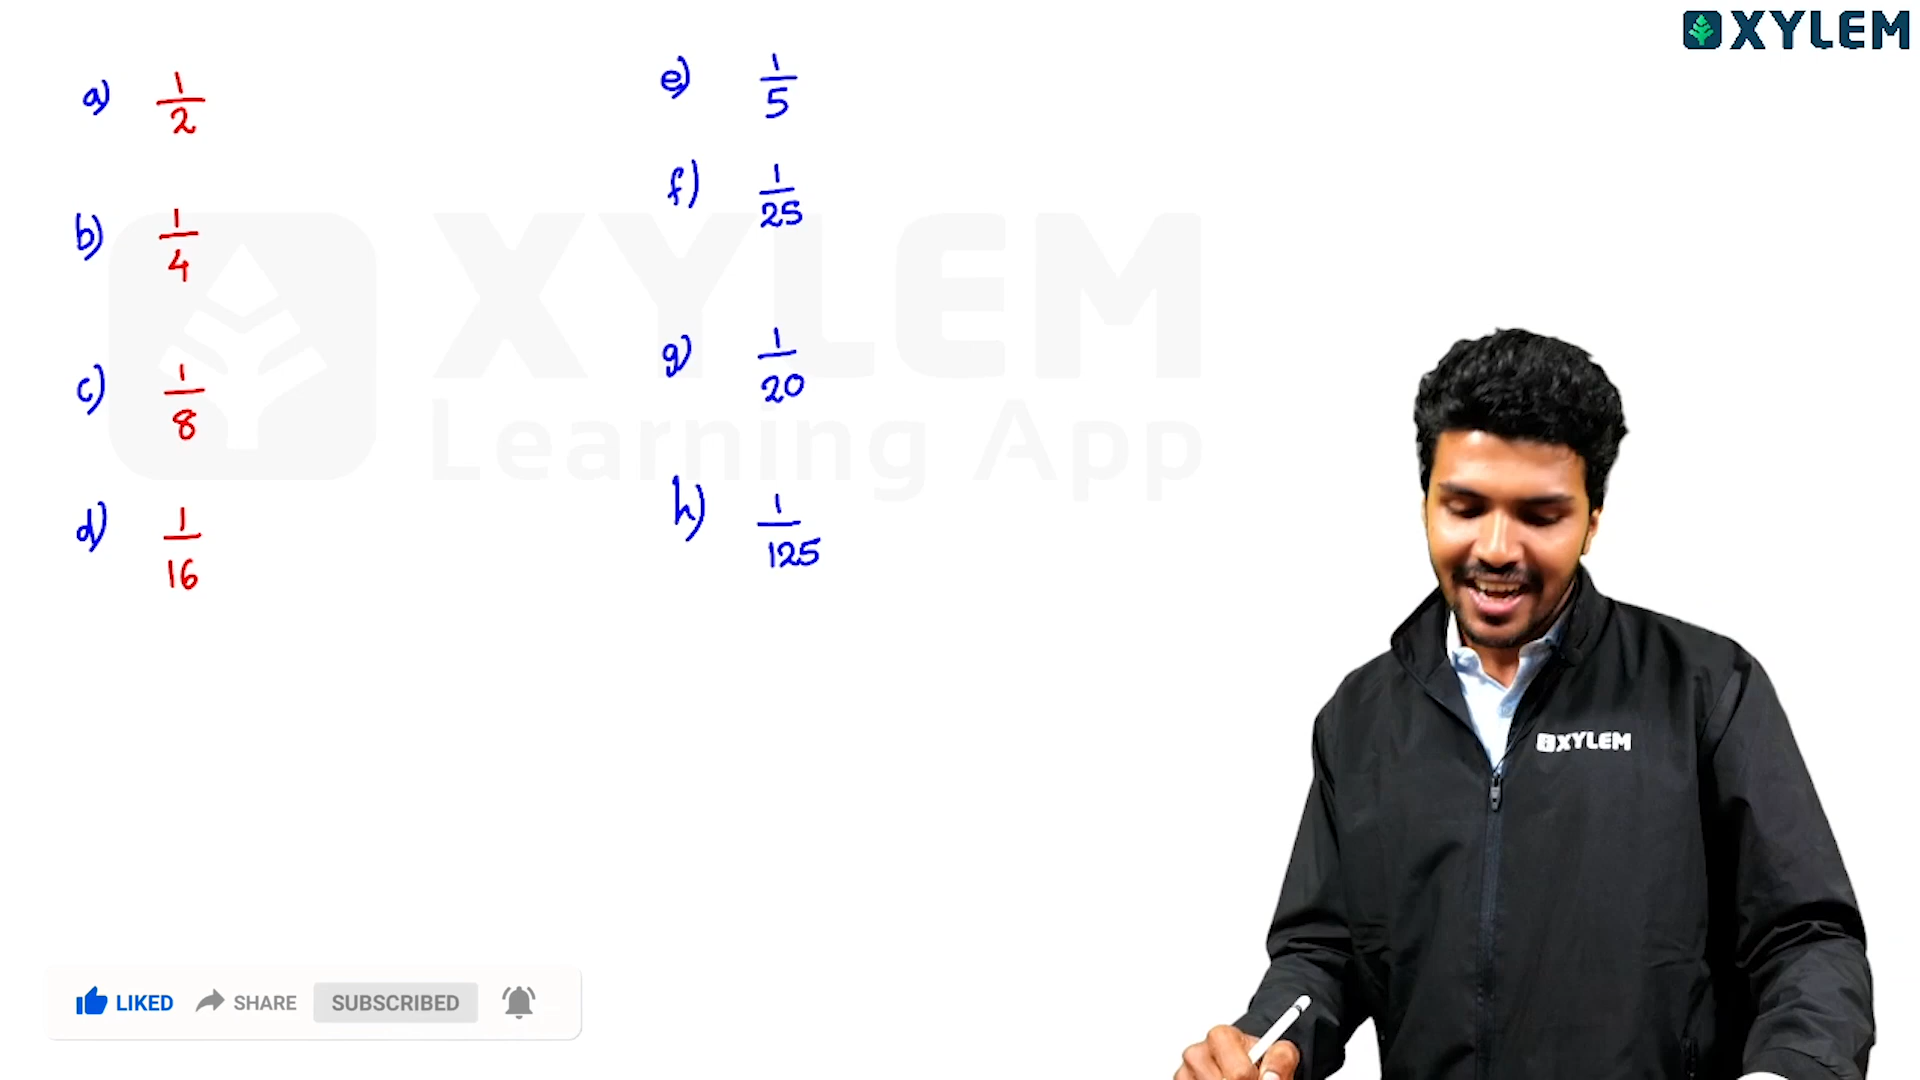 XYLEM
a) 1/2
b) 1/4
c) 1/8
d) 1/16
e) 1/5
f) 1/25
g) 1/20
h) 1/125
XYLEM
Learning App
XYLEM
LIKED SHARE SUBSCRIBED